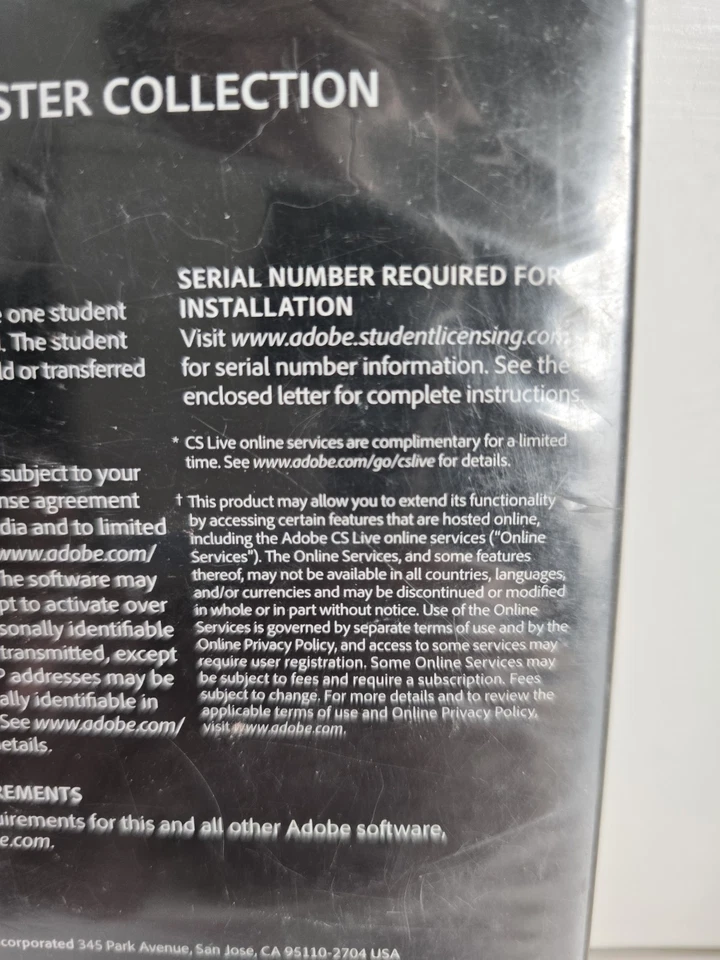 STER COLLECTION
one student
. The student
ld or transferred
subject to your
nse agreement
dia and to limited
www.adobe.com/
he software may
pt to activate over
sonally identifiable
transmitted, except
P addresses may be
ally identifiable in
See www.adobe.com/
etails.
EMENTS
uirements for this and all other Adobe software,
e.com.
SERIAL NUMBER REQUIRED FOR
INSTALLATION
Visit www.adobe.studentlicensing.com
for serial number information. See the
enclosed letter for complete instructions.
* CS Live online services are complimentary for a limited
time. See www.adobe.com/go/cslive for details.
† This product may allow you to extend its functionality
by accessing certain features that are hosted online,
including the Adobe CS Live online services ("Online
Services"). The Online Services, and some features
thereof, may not be available in all countries, languages,
and/or currencies and may be discontinued or modified
in whole or in part without notice. Use of the Online
Services is governed by separate terms of use and by the
Online Privacy Policy, and access to some services may
require user registration. Some Online Services may
be subject to fees and require a subscription. Fees
subject to change. For more details and to review the
applicable terms of use and Online Privacy Policy,
visit www.adobe.com.
corporated 345 Park Avenue, San Jose, CA 95110-2704 USA